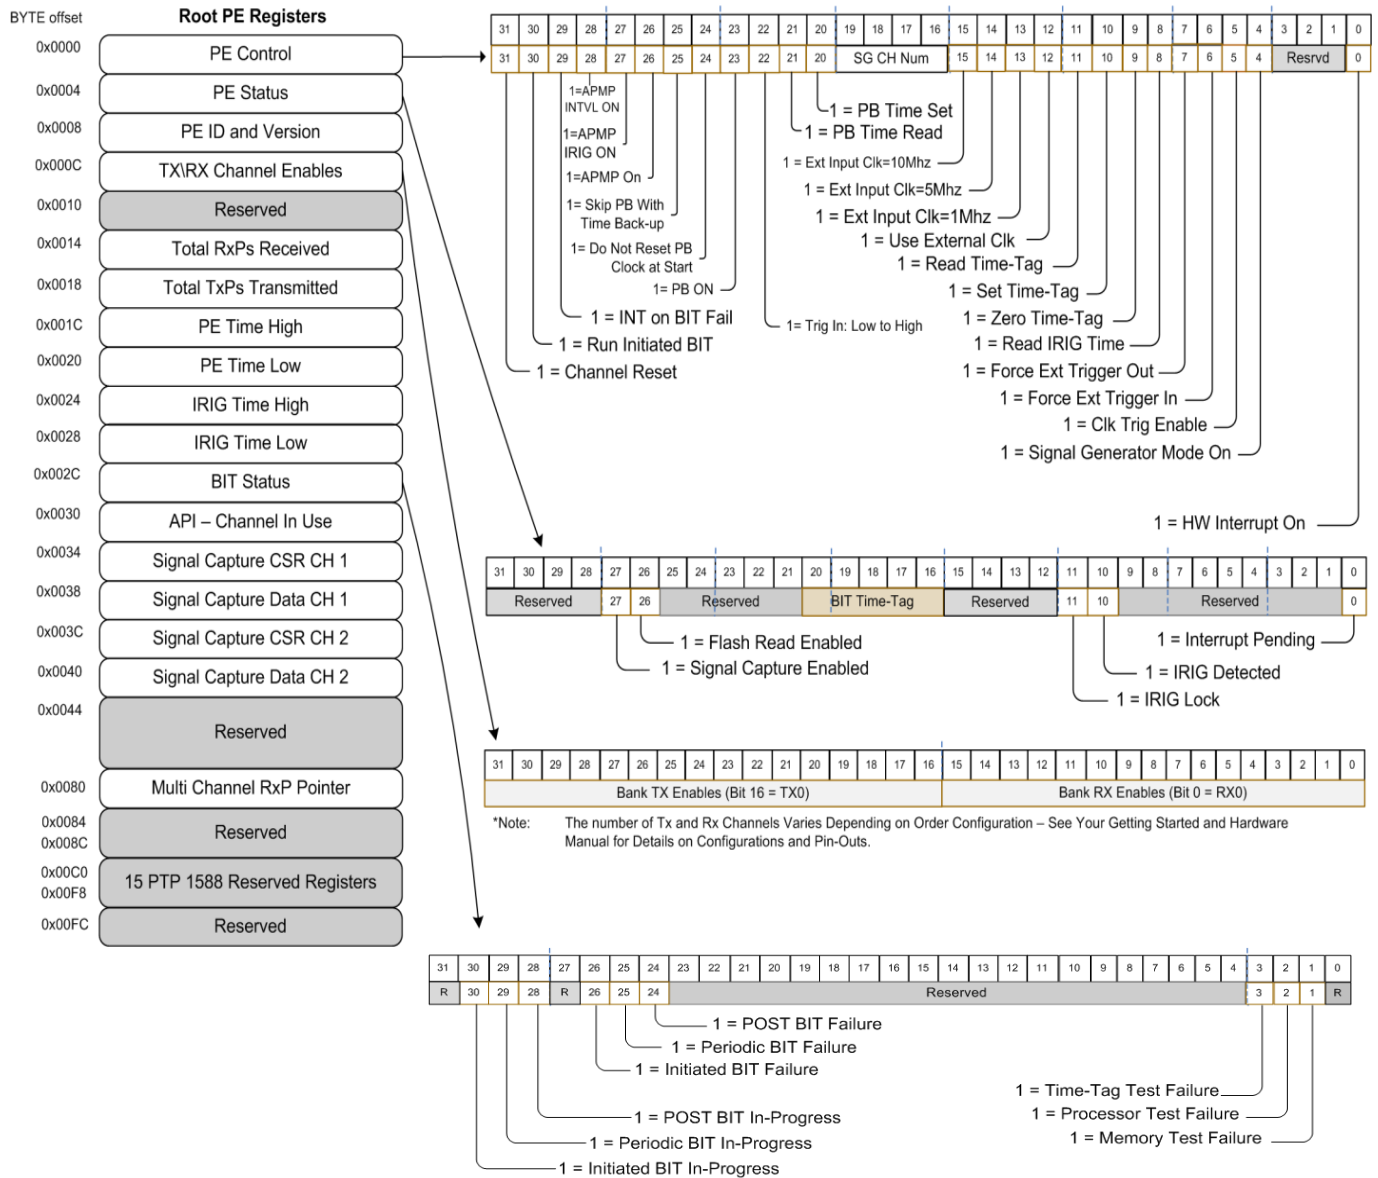 BYTE offset
Root PE Registers
0x0000
PE Control
0x0004
PE Status
0x0008
PE ID and Version
0x000C
TX\RX Channel Enables
0x0010
Reserved
0x0014
Total RxPs Received
0x0018
Total TxPs Transmitted
0x001C
PE Time High
0x0020
PE Time Low
0x0024
IRIG Time High
0x0028
IRIG Time Low
0x002C
BIT Status
0x0030
API – Channel In Use
0x0034
Signal Capture CSR CH 1
0x0038
Signal Capture Data CH 1
0x003C
Signal Capture CSR CH 2
0x0040
Signal Capture Data CH 2
0x0044
Reserved
0x0080
Multi Channel RxP Pointer
0x0084
0x008C
Reserved
0x00C0
0x00F8
15 PTP 1588 Reserved Registers
0x00FC
Reserved
31 30 29 28 27 26 25 24 23 22 21 20 19 18 17 16 15 14 13 12 11 10 9 8 7 6 5 4 3 2 1 0
31 30 29 28 27 26 25 24 23 22 21 20 SG CH Num 15 14 13 12 11 10 9 8 7 6 5 4 Resrvd 0
1=APMP
INTVL ON
1=APMP
IRIG ON
1=APMP On
1= Skip PB With
Time Back-up
1= Do Not Reset PB
Clock at Start
1= PB ON
1 = INT on BIT Fail
1 = Run Initiated BIT
1 = Channel Reset
1 = PB Time Set
1 = PB Time Read
1= Trig In: Low to High
1 = Ext Input Clk=10Mhz
1 = Ext Input Clk=5Mhz
1 = Ext Input Clk=1Mhz
1 = Use External Clk
1 = Read Time-Tag
1 = Set Time-Tag
1 = Zero Time-Tag
1 = Read IRIG Time
1 = Force Ext Trigger Out
1 = Force Ext Trigger In
1 = Clk Trig Enable
1 = Signal Generator Mode On
1 = HW Interrupt On
31 30 29 28 27 26 25 24 23 22 21 20 19 18 17 16 15 14 13 12 11 10 9 8 7 6 5 4 3 2 1 0
Reserved 27 26 Reserved BIT Time-Tag Reserved 11 10 Reserved 0
1 = Flash Read Enabled
1 = Signal Capture Enabled
1 = Interrupt Pending
1 = IRIG Detected
1 = IRIG Lock
31 30 29 28 27 26 25 24 23 22 21 20 19 18 17 16 15 14 13 12 11 10 9 8 7 6 5 4 3 2 1 0
Bank TX Enables (Bit 16 = TX0) Bank RX Enables (Bit 0 = RX0)
*Note: The number of Tx and Rx Channels Varies Depending on Order Configuration – See Your Getting Started and Hardware
Manual for Details on Configurations and Pin-Outs.
31 30 29 28 27 26 25 24 23 22 21 20 19 18 17 16 15 14 13 12 11 10 9 8 7 6 5 4 3 2 1 0
R 30 29 28 R 26 25 24 Reserved 3 2 1 R
1 = POST BIT Failure
1 = Periodic BIT Failure
1 = Initiated BIT Failure
1 = POST BIT In-Progress
1 = Periodic BIT In-Progress
1 = Initiated BIT In-Progress
1 = Time-Tag Test Failure
1 = Processor Test Failure
1 = Memory Test Failure